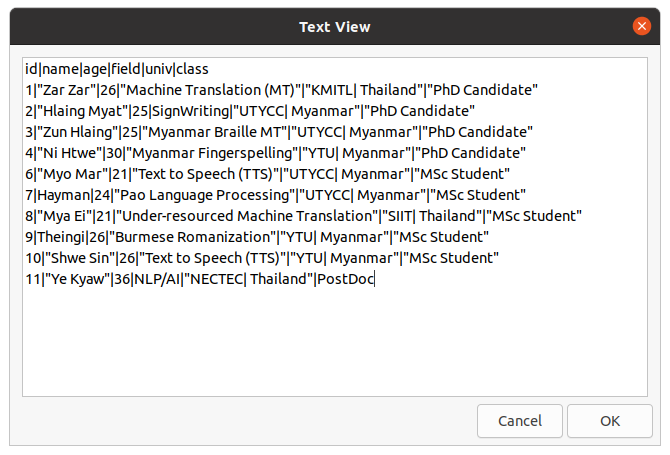 Text View
id|name|age|field|univ|class
1|"Zar Zar"|26|"Machine Translation (MT)"|"KMITL| Thailand"|"PhD Candidate"
2|"Hlaing Myat"|25|SignWriting|"UTYCC| Myanmar"|"PhD Candidate"
3|"Zun Hlaing"|25|"Myanmar Braille MT"|"UTYCC| Myanmar"|"PhD Candidate"
4|"Ni Htwe"|30|"Myanmar Fingerspelling"|"YTU| Myanmar"|"PhD Candidate"
6|"Myo Mar"|21|"Text to Speech (TTS)"|"UTYCC| Myanmar"|"MSc Student"
7|Hayman|24|"Pao Language Processing"|"UTYCC| Myanmar"|"MSc Student"
8|"Mya Ei"|21|"Under-resourced Machine Translation"|"SIIT| Thailand"|"MSc Student"
9|Theingi|26|"Burmese Romanization"|"YTU| Myanmar"|"MSc Student"
10|"Shwe Sin"|26|"Text to Speech (TTS)"|"YTU| Myanmar"|"MSc Student"
11|"Ye Kyaw"|36|NLP/AI|"NECTEC| Thailand"|PostDoc
Cancel OK